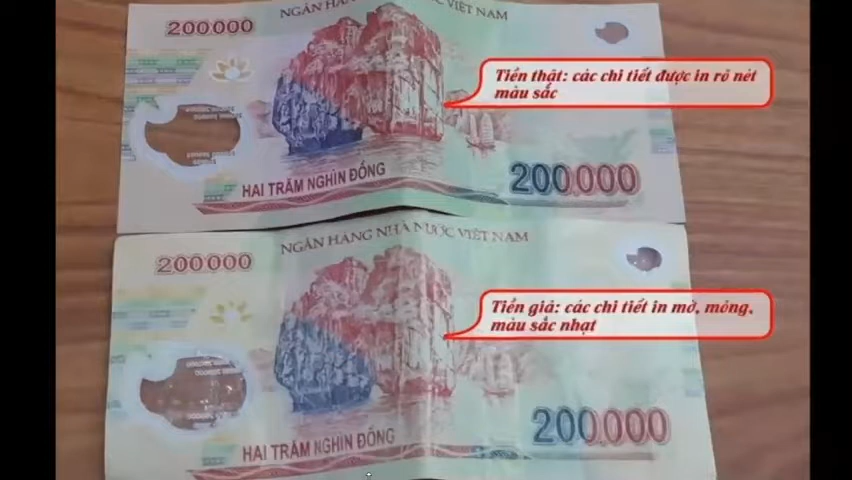 NGÂN HÀNG VIỆT NAM
200000
Tiền thật: các chi tiết được in rõ nét
màu sắc
HAI TRĂM NGHÌN ĐỒNG
200.000
NGÂN HÀNG NHÀ NƯỚC VIỆT NAM
200000
Tiền giả: các chi tiết in mờ, mỏng,
màu sắc nhạt
HAI TRĂM NGHÌN ĐỒNG
200.000